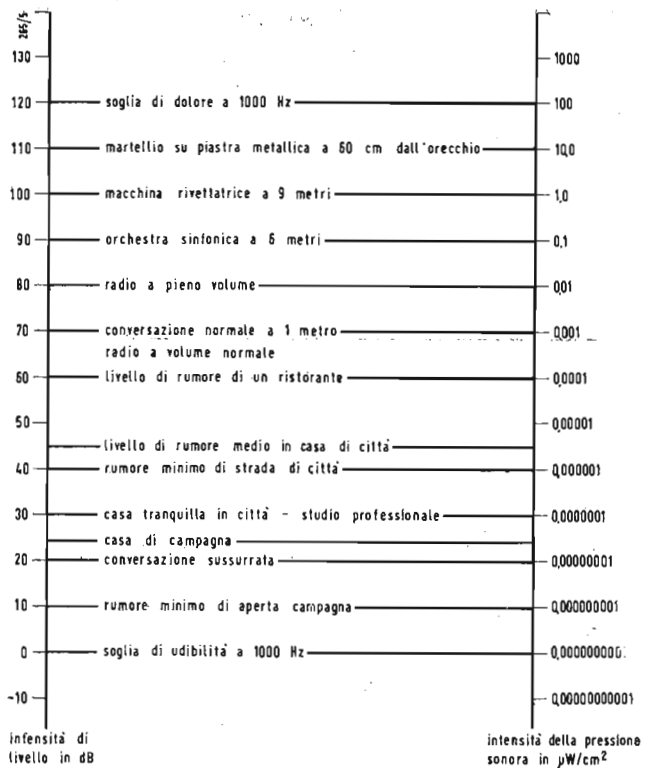 265/5
130 1000
120 soglia di dolore a 1000 Hz 100
110 martellio su piastra metallica a 60 cm dall'orecchio 10,0
100 macchina rivettatrice a 9 metri 1,0
90 orchestra sinfonica a 6 metri 0,1
80 radio a pieno volume 0,01
70 conversazione normale a 1 metro 0,001
radio a volume normale
60 livello di rumore di un ristorante 0,0001
50 0,00001
livello di rumore medio in casa di città
40 rumore minimo di strada di città 0,000001
30 casa tranquilla in città - studio professionale 0,0000001
casa di campagna
20 conversazione sussurrata 0,00000001
10 rumore minimo di aperta campagna 0,000000001
0 soglia di udibilità a 1000 Hz
-10 0,00000000001
infensità di
livello in dB
intensità della pressione
sonora in µW/cm²